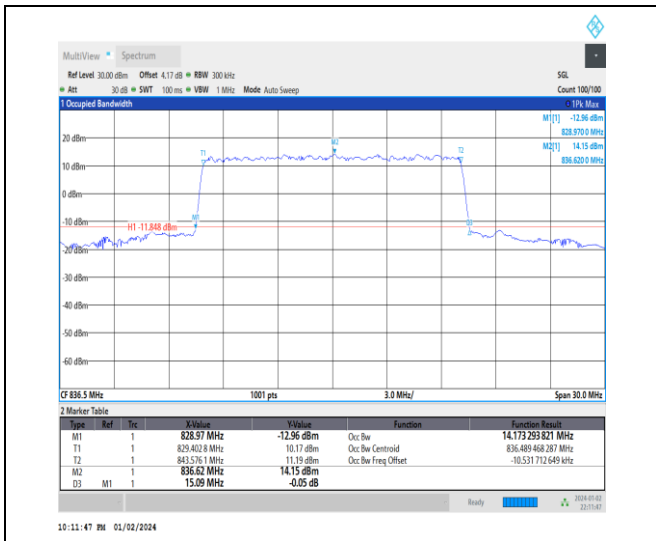 MultiView Spectrum
Ref Level 30.00 dBm Offset 4.17 dB RBW 300 kHz SGL
Att 30 dB SWT 100 ms VBW 1 MHz Mode Auto Sweep Count 100/100
1 Occupied Bandwidth 1Pk Max
M1[1] -12.96 dBm
828.970 0 MHz
M2[1] 14.15 dBm
836.620 0 MHz
20 dBm
M2
T1
T2
10 dBm
0 dBm
-10 dBm
M1
H1 -11.848 dBm
D3
-20 dBm
-30 dBm
-40 dBm
-50 dBm
-60 dBm
CF 836.5 MHz 1001 pts 3.0 MHz/ Span 30.0 MHz
2 Marker Table
Type Ref Trc X-Value Y-Value Function Function Result
M1 1 828.97 MHz -12.96 dBm Occ Bw 14.173 293 821 MHz
T1 1 829.402 8 MHz 10.17 dBm Occ Bw Centroid 836.489 468 287 MHz
T2 1 843.576 1 MHz 11.19 dBm Occ Bw Freq Offset -10.531 712 649 kHz
M2 1 836.62 MHz 14.15 dBm
D3 M1 1 15.09 MHz -0.05 dB
Ready 2024-01-02
22:11:47
10:11:47 PM 01/02/2024